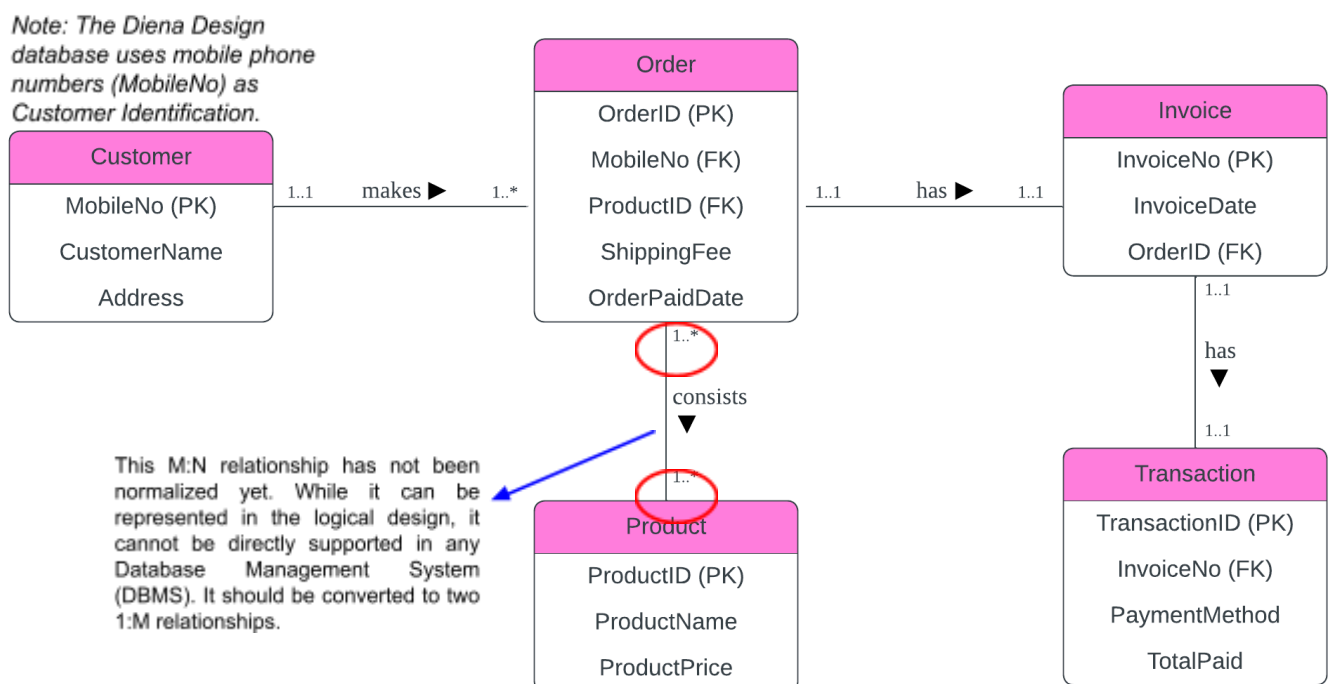 Note: The Diena Design
database uses mobile phone
numbers (MobileNo) as
Customer Identification.
Customer
MobileNo (PK)
CustomerName
Address
1..1
makes ▶
1..*
Order
OrderID (PK)
MobileNo (FK)
ProductID (FK)
ShippingFee
OrderPaidDate
1..1
has ▶
1..1
Invoice
InvoiceNo (PK)
InvoiceDate
OrderID (FK)
1..*
consists
▼
1..*
1..1
has
▼
1..1
This M:N relationship has not been
normalized yet. While it can be
represented in the logical design, it
cannot be directly supported in any
Database Management System
(DBMS). It should be converted to two
1:M relationships.
Product
ProductID (PK)
ProductName
ProductPrice
Transaction
TransactionID (PK)
InvoiceNo (FK)
PaymentMethod
TotalPaid